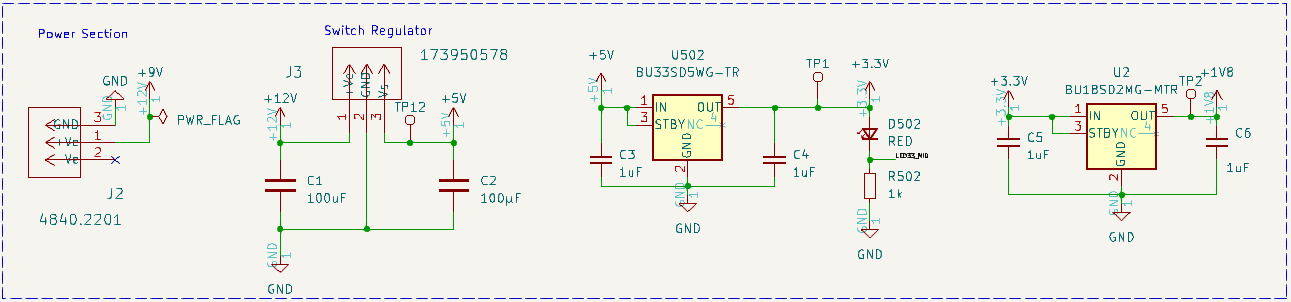 Power Section
GND
+9V
+12V
GND
1
1
GND
3
+Ve
1
Ve
2
PWR_FLAG
J2
4840.2201
Switch Regulator
173950578
J3
+Ve
GND
Vs
1
2
3
+12V
+12V
1
TP12
+5V
+5V
1
C1
100uF
C2
100μF
GND
1
GND
+5V
+5V
1
U502
BU33SD5WG-TR
1
IN
OUT
5
3
STBY
NC
4
GND
2
C3
1uF
C4
1uF
GND
1
GND
TP1
+3.3V
+3.3V
1
D502
RED
LED33_MID
R502
1k
GND
1
GND
+3.3V
+3.3V
1
U2
BU18SD2MG-MTR
1
IN
OUT
5
3
STBY
NC
4
GND
2
TP2
+1V8
+1V8
1
C5
1uF
C6
1uF
GND
1
GND